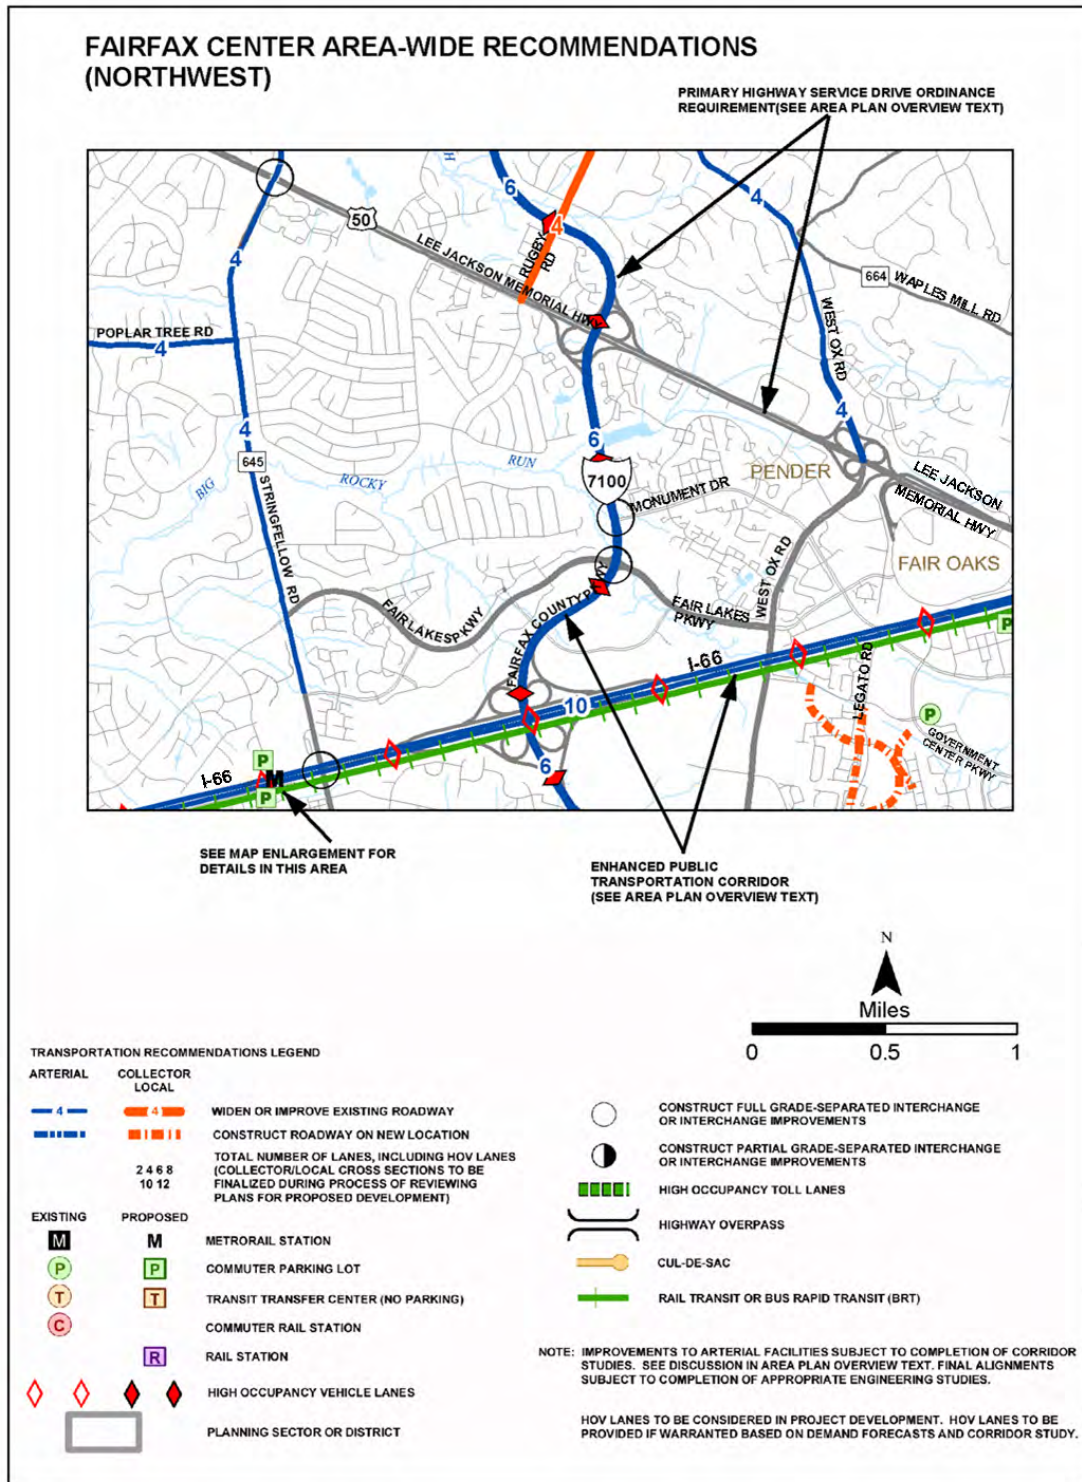 FAIRFAX CENTER AREA-WIDE RECOMMENDATIONS
(NORTHWEST)
PRIMARY HIGHWAY SERVICE DRIVE ORDINANCE
REQUIREMENT(SEE AREA PLAN OVERVIEW TEXT)
H
6
4
50
RUGBY
RD
4
LEE JACKSON MEMORIAL HWY
664
WAPLES MILL RD
4
POPLAR TREE RD
4
WEST OX RD
4
4
6
645
STRINGFELLOW RD
BIG
ROCKY
RUN
7100
MONUMENT DR
PENDER
LEE JACKSON
MEMORIAL HWY
FAIR OAKS
WEST OX RD
FAIR LAKES PKWY
FAIR LAKES
PKWY
FAIRFAX COUNTY PKWY
I-66
10
P
LEGATO RD
P
GOVERNMENT
CENTER PKWY
6
I-66
P
M
P
SEE MAP ENLARGEMENT FOR
DETAILS IN THIS AREA
ENHANCED PUBLIC
TRANSPORTATION CORRIDOR
(SEE AREA PLAN OVERVIEW TEXT)
N
Miles
0 0.5 1
TRANSPORTATION RECOMMENDATIONS LEGEND
ARTERIAL COLLECTOR
LOCAL
4 4 WIDEN OR IMPROVE EXISTING ROADWAY
CONSTRUCT ROADWAY ON NEW LOCATION
2 4 6 8
10 12
TOTAL NUMBER OF LANES, INCLUDING HOV LANES
(COLLECTOR/LOCAL CROSS SECTIONS TO BE
FINALIZED DURING PROCESS OF REVIEWING
PLANS FOR PROPOSED DEVELOPMENT)
EXISTING PROPOSED
M M METRORAIL STATION
P P COMMUTER PARKING LOT
T T TRANSIT TRANSFER CENTER (NO PARKING)
C COMMUTER RAIL STATION
R RAIL STATION
HIGH OCCUPANCY VEHICLE LANES
PLANNING SECTOR OR DISTRICT
CONSTRUCT FULL GRADE-SEPARATED INTERCHANGE
OR INTERCHANGE IMPROVEMENTS
CONSTRUCT PARTIAL GRADE-SEPARATED INTERCHANGE
OR INTERCHANGE IMPROVEMENTS
HIGH OCCUPANCY TOLL LANES
HIGHWAY OVERPASS
CUL-DE-SAC
RAIL TRANSIT OR BUS RAPID TRANSIT (BRT)
NOTE: IMPROVEMENTS TO ARTERIAL FACILITIES SUBJECT TO COMPLETION OF CORRIDOR
STUDIES. SEE DISCUSSION IN AREA PLAN OVERVIEW TEXT. FINAL ALIGNMENTS
SUBJECT TO COMPLETION OF APPROPRIATE ENGINEERING STUDIES.
HOV LANES TO BE CONSIDERED IN PROJECT DEVELOPMENT. HOV LANES TO BE
PROVIDED IF WARRANTED BASED ON DEMAND FORECASTS AND CORRIDOR STUDY.